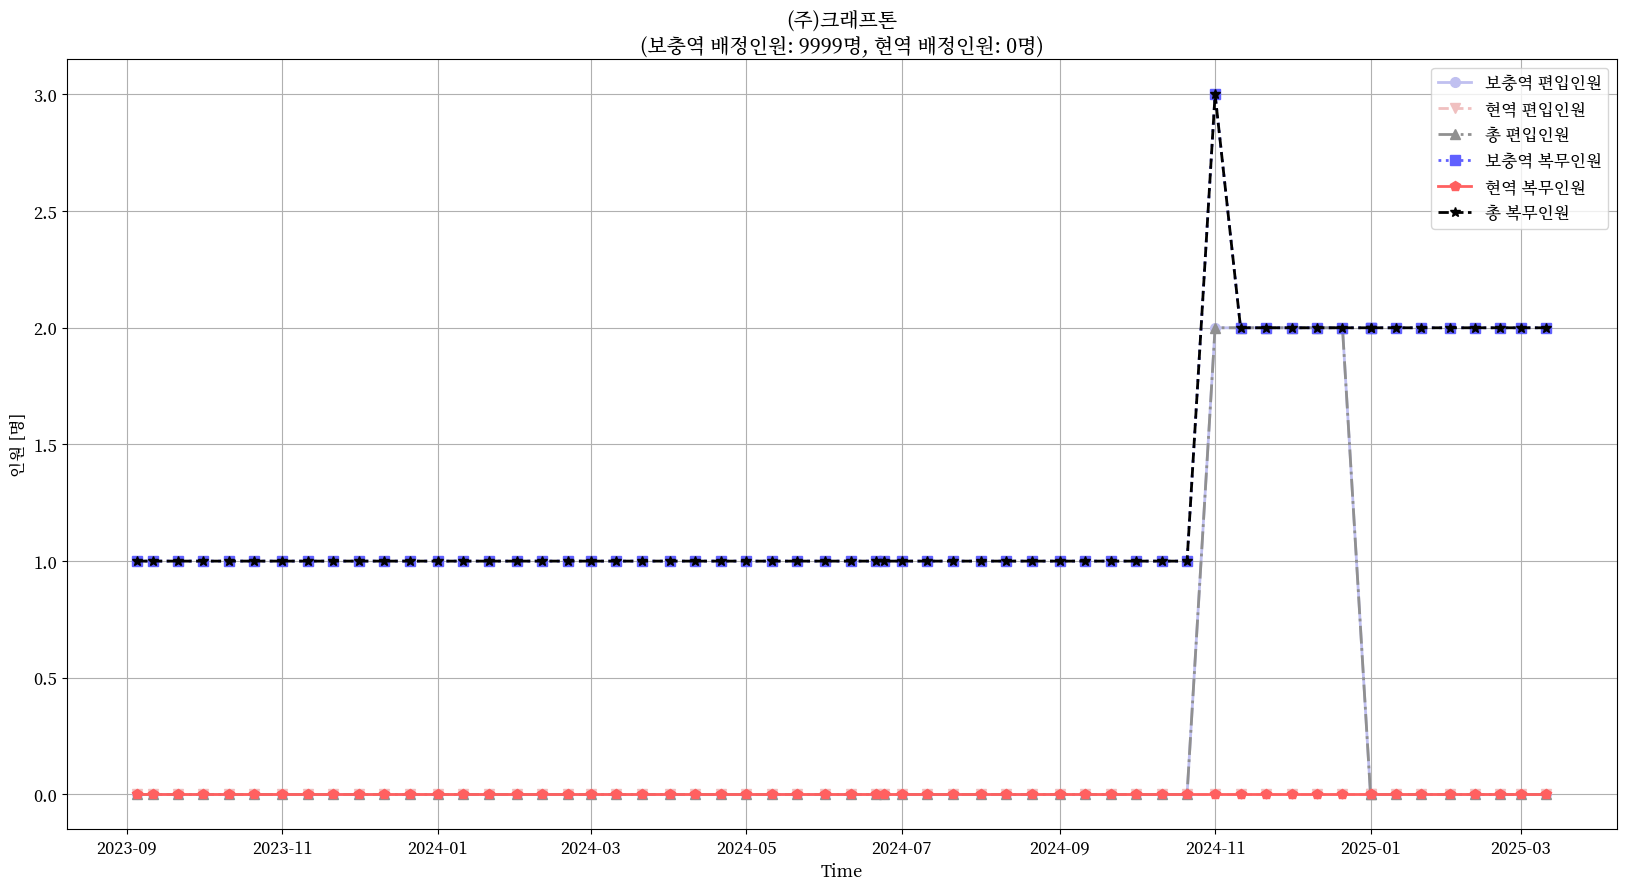 (주)크래프톤
(보충역 배정인원: 9999명, 현역 배정인원: 0명)
보충역 편입인원
현역 편입인원
총 편입인원
보충역 복무인원
현역 복무인원
총 복무인원
3.0
2.5
2.0
1.5
1.0
0.5
0.0
인원 [명]
2023-09 2023-11 2024-01 2024-03 2024-05 2024-07 2024-09 2024-11 2025-01 2025-03
Time